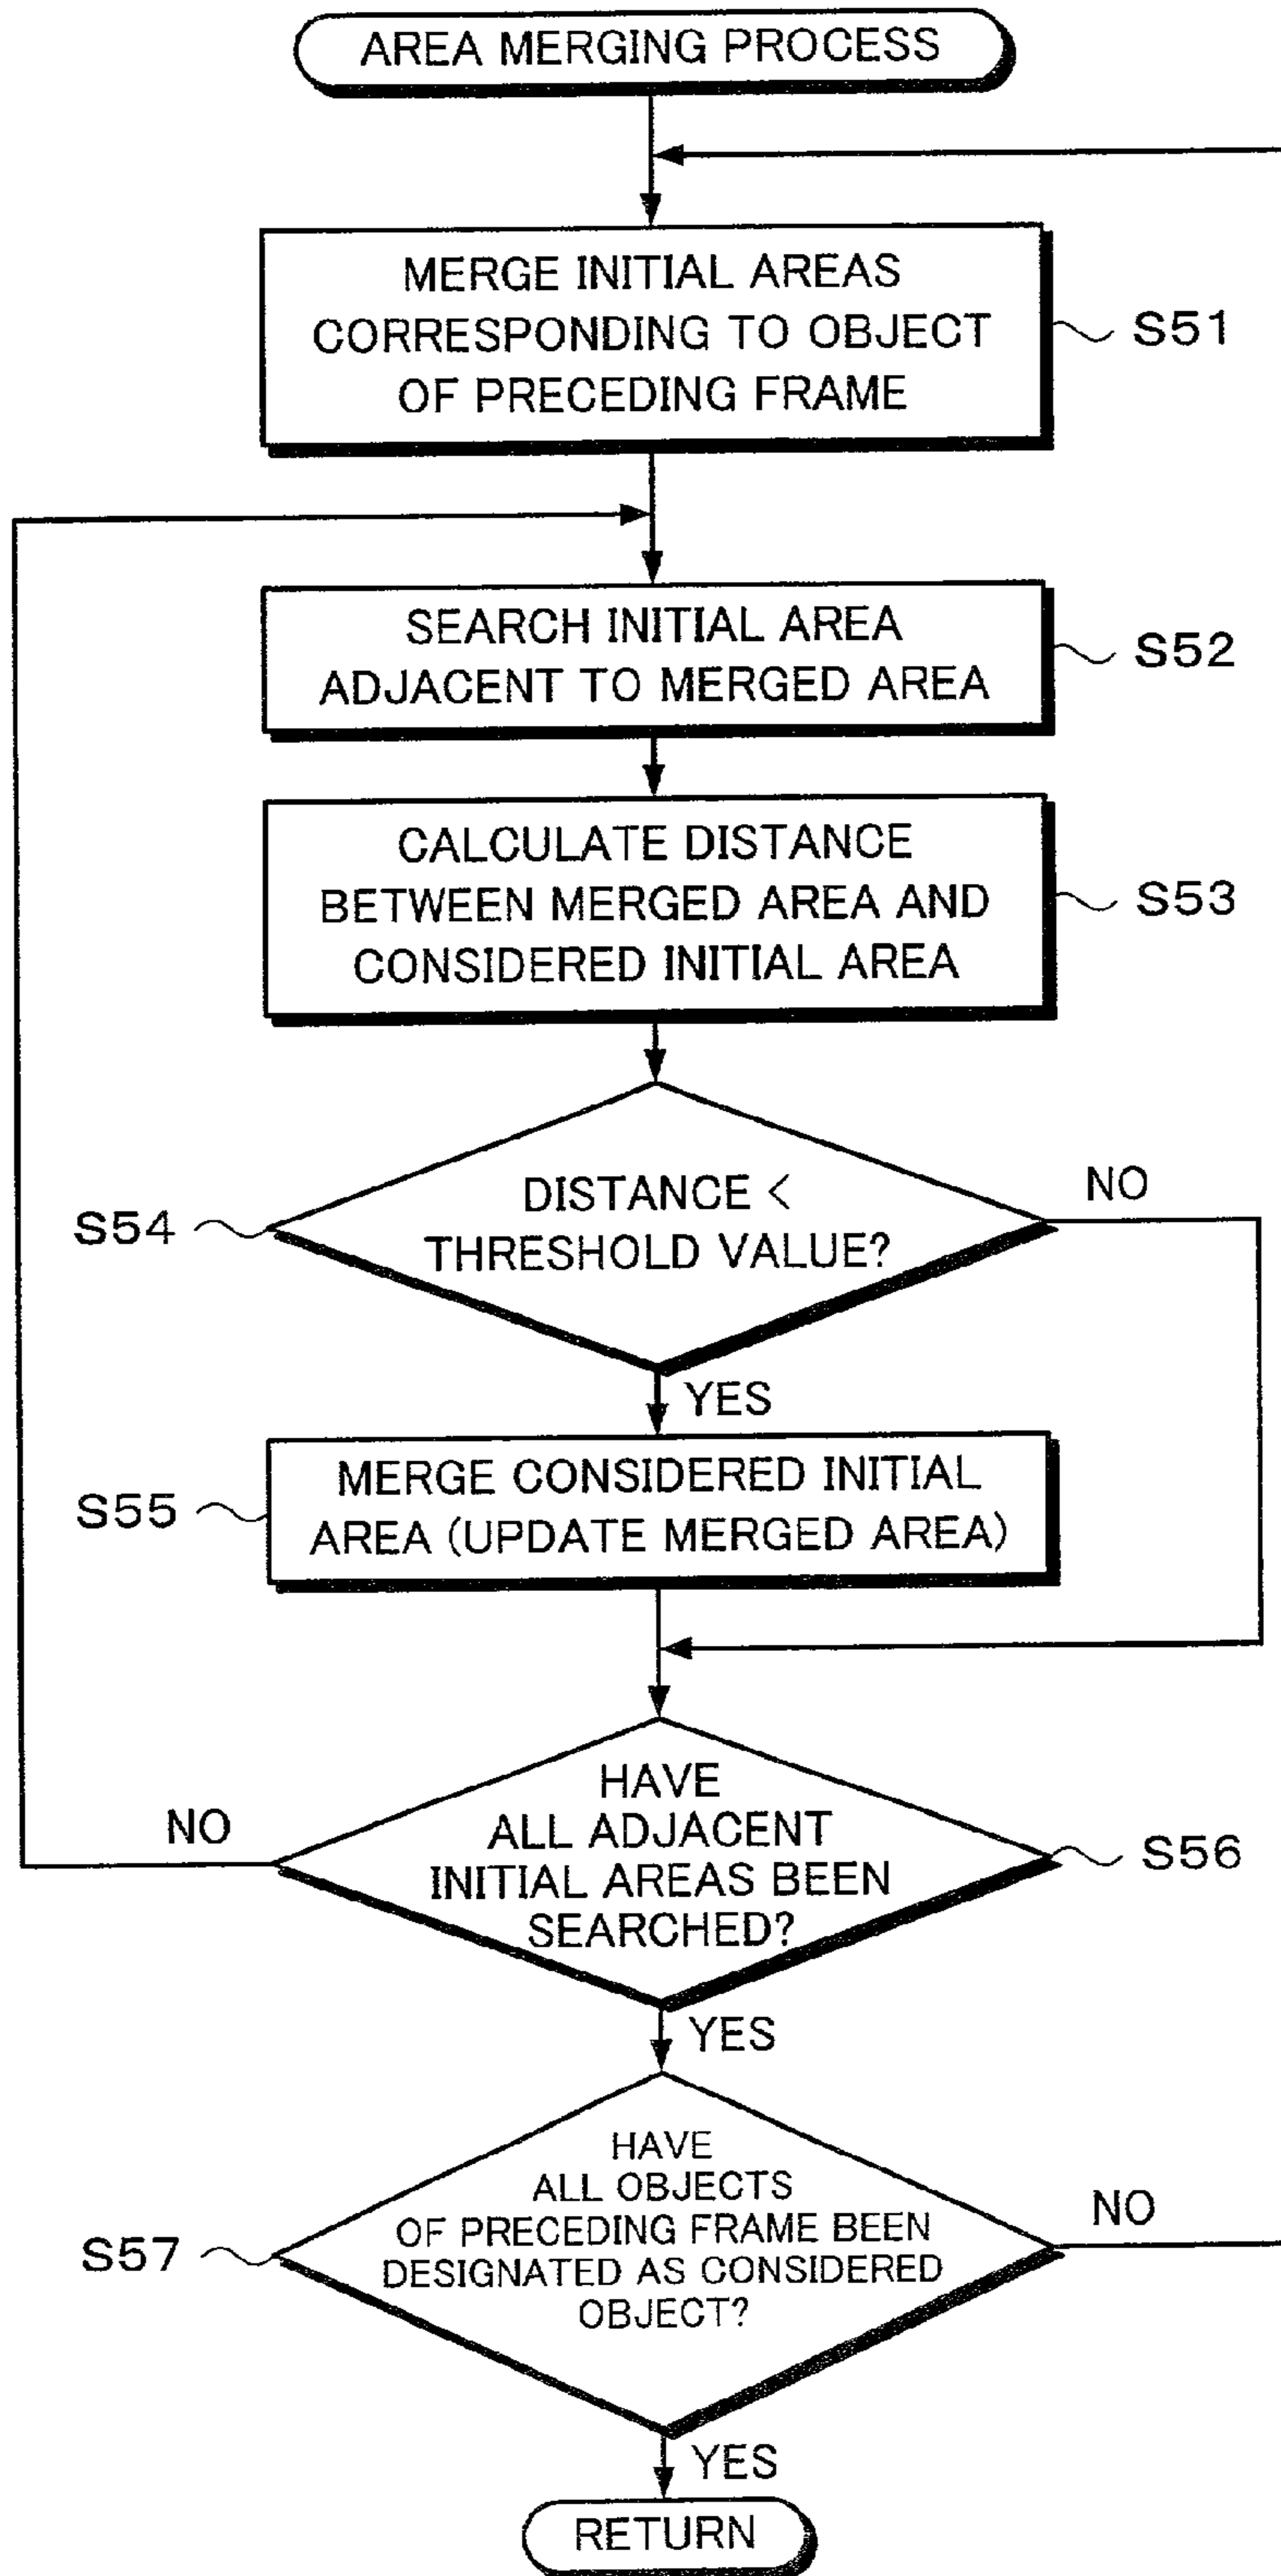 AREA MERGING PROCESS
MERGE INITIAL AREAS
CORRESPONDING TO OBJECT
OF PRECEDING FRAME
S51
SEARCH INITIAL AREA
ADJACENT TO MERGED AREA
S52
CALCULATE DISTANCE
BETWEEN MERGED AREA AND
CONSIDERED INITIAL AREA
S53
DISTANCE <
THRESHOLD VALUE?
S54
NO
YES
MERGE CONSIDERED INITIAL
AREA (UPDATE MERGED AREA)
S55
HAVE
ALL ADJACENT
INITIAL AREAS BEEN
SEARCHED?
NO
S56
YES
HAVE
ALL OBJECTS
OF PRECEDING FRAME BEEN
DESIGNATED AS CONSIDERED
OBJECT?
S57
NO
YES
RETURN